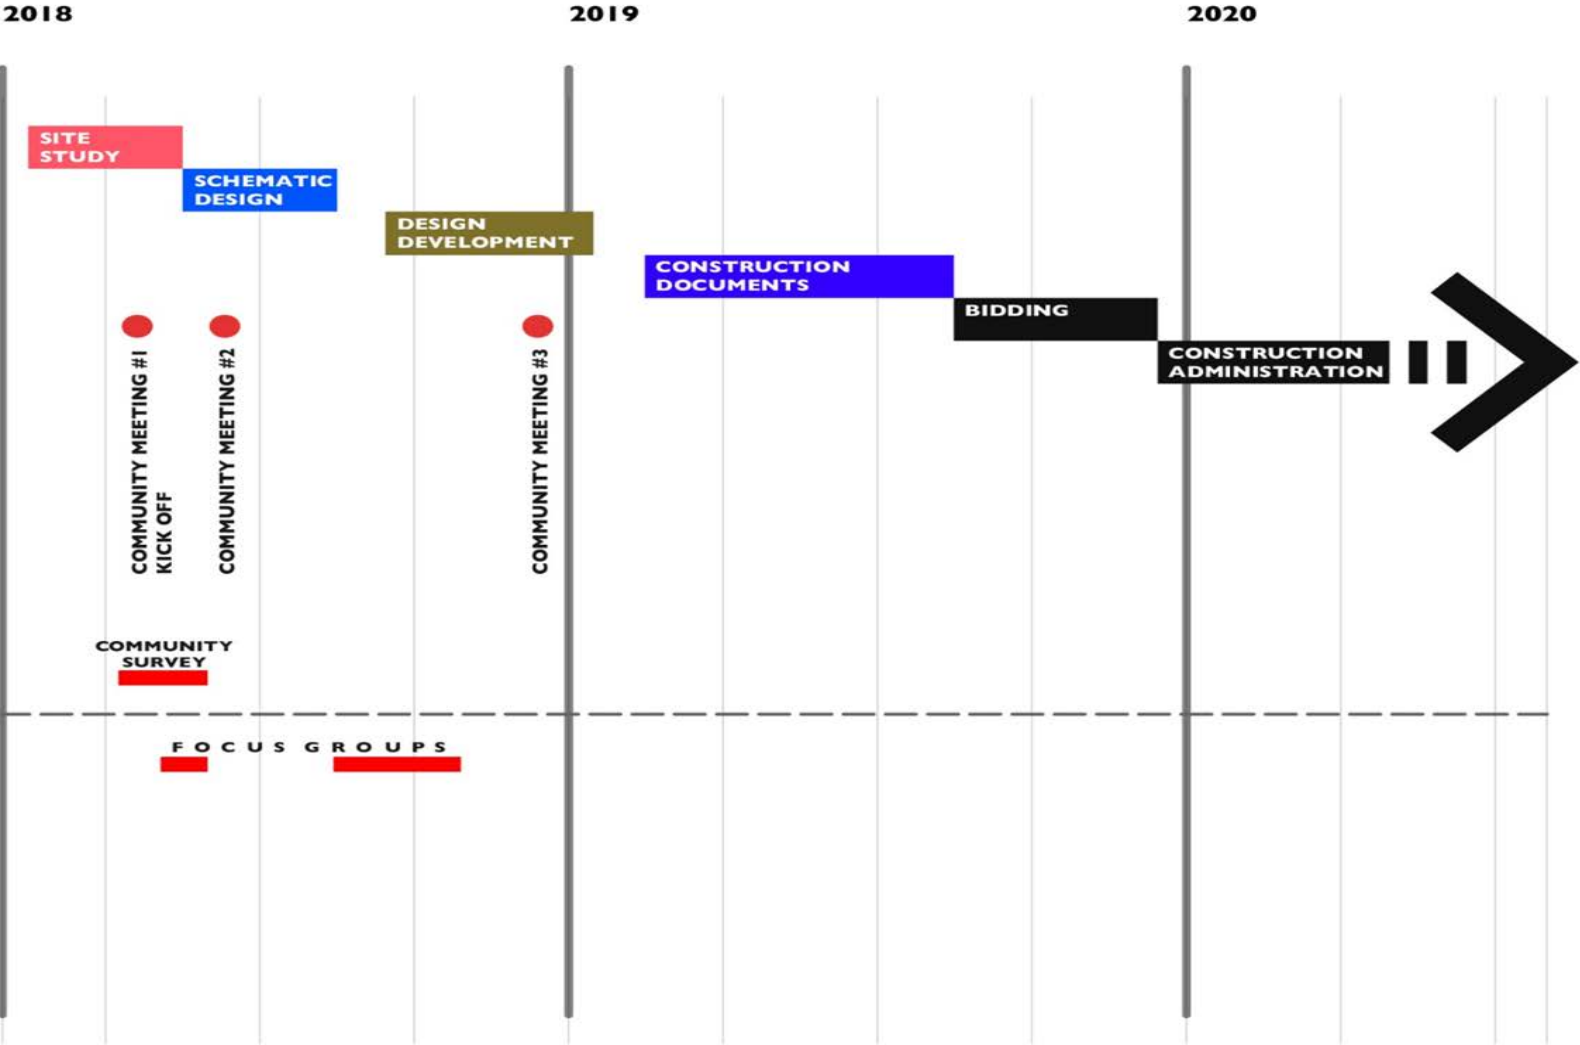 2018
2019
2020
SITE
STUDY
SCHEMATIC
DESIGN
DESIGN
DEVELOPMENT
CONSTRUCTION
DOCUMENTS
BIDDING
CONSTRUCTION
ADMINISTRATION
COMMUNITY MEETING #1
KICK OFF
COMMUNITY MEETING #2
COMMUNITY MEETING #3
COMMUNITY
SURVEY
FOCUS GROUPS